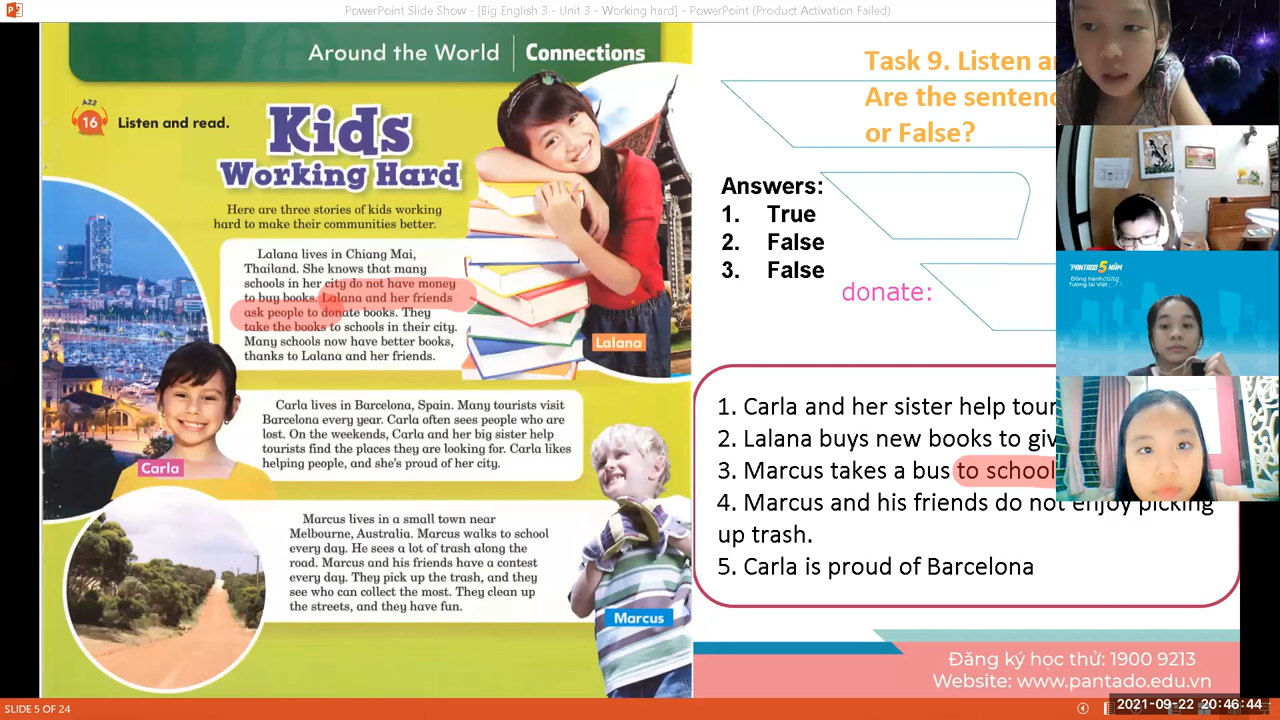 PowerPoint Slide Show - [Big English 3 - Unit 3 - Working hard] - PowerPoint (Product Activation Failed)
Around the World | Connections
A22
16
Listen and read.
Kids
Working Hard
Here are three stories of kids working
hard to make their communities better.
Lalana lives in Chiang Mai,
Thailand. She knows that many
schools in her city do not have money
to buy books. Lalana and her friends
ask people to donate books. They
take the books to schools in their city.
Many schools now have better books,
thanks to Lalana and her friends.
Lalana
Carla lives in Barcelona, Spain. Many tourists visit
Barcelona every year. Carla often sees people who are
lost. On the weekends, Carla and her big sister help
tourists find the places they are looking for. Carla likes
helping people, and she's proud of her city.
Carla
Marcus lives in a small town near
Melbourne, Australia. Marcus walks to school
every day. He sees a lot of trash along the
road. Marcus and his friends have a contest
every day. They pick up the trash, and they
see who can collect the most. They clean up
the streets, and they have fun.
Marcus
Task 9. Listen
Are the
or False?
Answers:
1. True
2. False
3. False
donate:
1. Carla and her sister help
2. Lalana buys new books to
3. Marcus takes a bus to school
4. Marcus and his friends do not enjoy picking
up trash.
5. Carla is proud of Barcelona
PANTADO 5 NĂM
Đồng hành cùng
Tương lai Việt
Đăng ký học thử: 1900 9213
Website: www.pantado.edu.vn
SLIDE 5 OF 24
2021-09-22 20:46:44